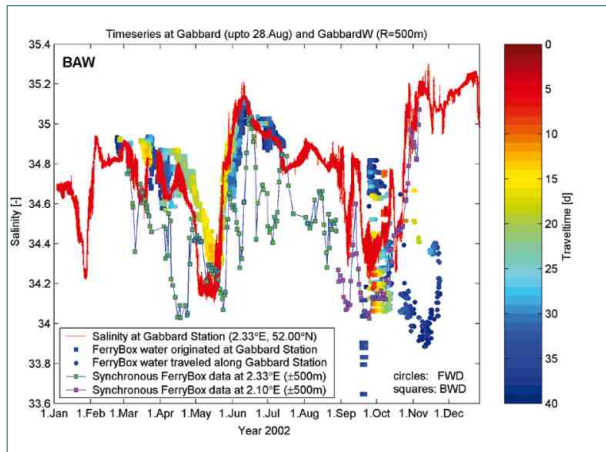 Timeseries at Gabbard (upto 28.Aug) and GabbardW (R=500m)
BAW
35.4
35.2
35
34.8
34.6
34.4
34.2
34
33.8
33.6
Salinity [-]
1.Jan 1.Feb 1.Mar 1.Apr 1.May 1.Jun 1.Jul 1.Aug 1.Sep 1.Oct 1.Nov 1.Dec
Year 2002
Salinity at Gabbard Station (2.33°E, 52.00°N)
FerryBox water originated at Gabbard Station
FerryBox water traveled along Gabbard Station
Synchronous FerryBox data at 2.33°E (±500m)
Synchronous FerryBox data at 2.10°E (±500m)
circles: FWD
squares: BWD
0
5
10
15
20
25
30
35
40
Traveltime [d]